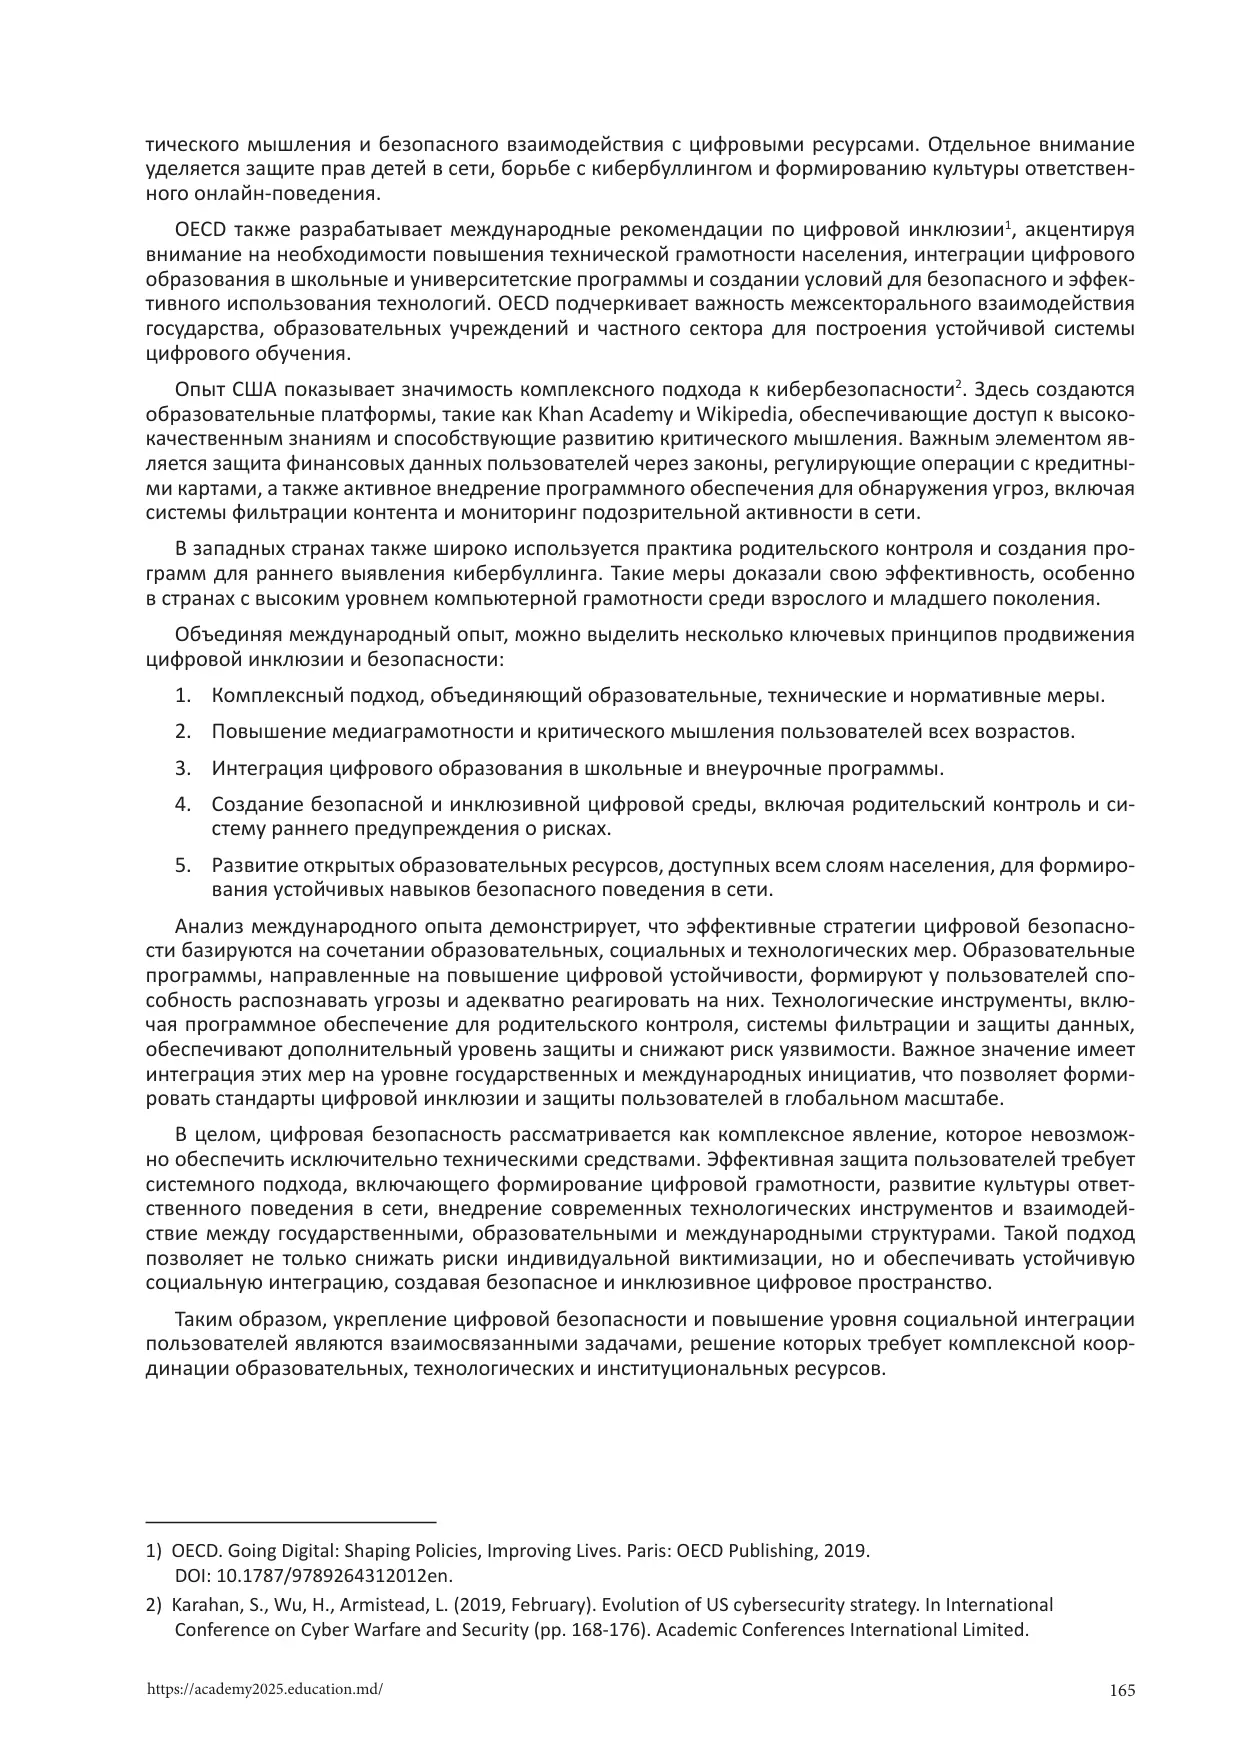 тического мышления и безопасного взаимодействия с цифровыми ресурсами. Отдельное внимание
уделяется защите прав детей в сети, борьбе с кибербуллингом и формированию культуры ответствен-
ного онлайн-поведения.
OECD также разрабатывает международные рекомендации по цифровой инклюзии¹, акцентируя
внимание на необходимости повышения технической грамотности населения, интеграции цифрового
образования в школьные и университетские программы и создании условий для безопасного и эффек-
тивного использования технологий. OECD подчеркивает важность межсекторального взаимодействия
государства, образовательных учреждений и частного сектора для построения устойчивой системы
цифрового обучения.
Опыт США показывает значимость комплексного подхода к кибербезопасности². Здесь создаются
образовательные платформы, такие как Khan Academy и Wikipedia, обеспечивающие доступ к высоко-
качественным знаниям и способствующие развитию критического мышления. Важным элементом яв-
ляется защита финансовых данных пользователей через законы, регулирующие операции с кредитны-
ми картами, а также активное внедрение программного обеспечения для обнаружения угроз, включая
системы фильтрации контента и мониторинг подозрительной активности в сети.
В западных странах также широко используется практика родительского контроля и создания про-
грамм для раннего выявления кибербуллинга. Такие меры доказали свою эффективность, особенно
в странах с высоким уровнем компьютерной грамотности среди взрослого и младшего поколения.
Объединяя международный опыт, можно выделить несколько ключевых принципов продвижения
цифровой инклюзии и безопасности:
1. Комплексный подход, объединяющий образовательные, технические и нормативные меры.
2. Повышение медиаграмотности и критического мышления пользователей всех возрастов.
3. Интеграция цифрового образования в школьные и внеурочные программы.
4. Создание безопасной и инклюзивной цифровой среды, включая родительский контроль и си-
стему раннего предупреждения о рисках.
5. Развитие открытых образовательных ресурсов, доступных всем слоям населения, для формиро-
вания устойчивых навыков безопасного поведения в сети.
Анализ международного опыта демонстрирует, что эффективные стратегии цифровой безопасно-
сти базируются на сочетании образовательных, социальных и технологических мер. Образовательные
программы, направленные на повышение цифровой устойчивости, формируют у пользователей спо-
собность распознавать угрозы и адекватно реагировать на них. Технологические инструменты, вклю-
чая программное обеспечение для родительского контроля, системы фильтрации и защиты данных,
обеспечивают дополнительный уровень защиты и снижают риск уязвимости. Важное значение имеет
интеграция этих мер на уровне государственных и международных инициатив, что позволяет форми-
ровать стандарты цифровой инклюзии и защиты пользователей в глобальном масштабе.
В целом, цифровая безопасность рассматривается как комплексное явление, которое невозмож-
но обеспечить исключительно техническими средствами. Эффективная защита пользователей требует
системного подхода, включающего формирование цифровой грамотности, развитие культуры ответ-
ственного поведения в сети, внедрение современных технологических инструментов и взаимодей-
ствие между государственными, образовательными и международными структурами. Такой подход
позволяет не только снижать риски индивидуальной виктимизации, но и обеспечивать устойчивую
социальную интеграцию, создавая безопасное и инклюзивное цифровое пространство.
Таким образом, укрепление цифровой безопасности и повышение уровня социальной интеграции
пользователей являются взаимосвязанными задачами, решение которых требует комплексной коор-
динации образовательных, технологических и институциональных ресурсов.
1) OECD. Going Digital: Shaping Policies, Improving Lives. Paris: OECD Publishing, 2019.
DOI: 10.1787/9789264312012en.
2) Karahan, S., Wu, H., Armistead, L. (2019, February). Evolution of US cybersecurity strategy. In International
Conference on Cyber Warfare and Security (pp. 168-176). Academic Conferences International Limited.
https://academy2025.education.md/
165